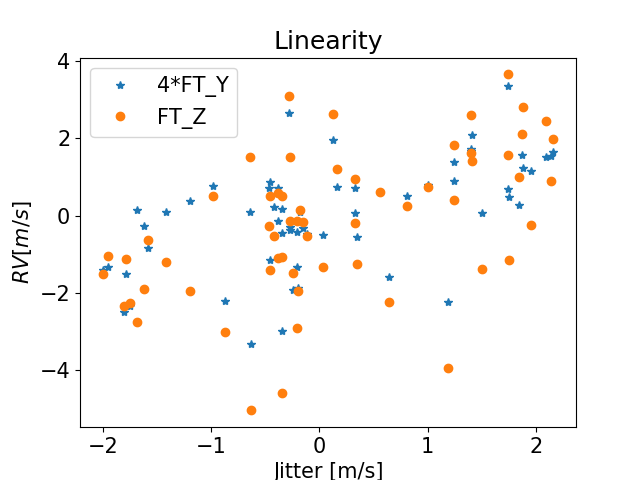 Linearity
4*FT_Y
FT_Z
RV[m/s]
4
2
0
−2
−4
−2 −1 0 1 2
Jitter [m/s]